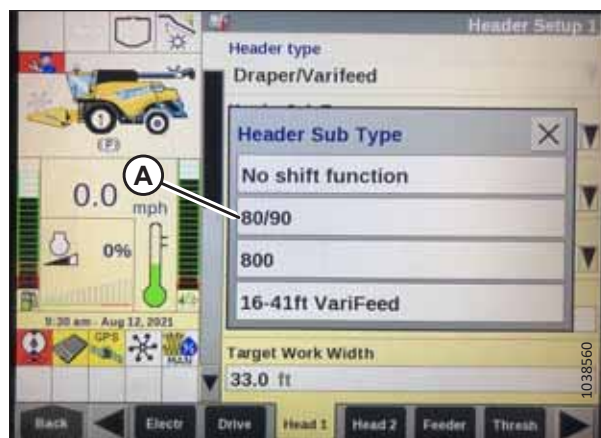 Header Setup 1
Header type
Draper/Varifeed
Header Sub Type
No shift function
80/90
800
16-41ft VariFeed
A
1
(P)
0.0 mph
0%
9:30 am - Aug 12, 2021
GPS
MAN
Target Work Width
33.0 ft
1038560
Back
Electr
Drive
Head 1
Head 2
Feeder
Thresh